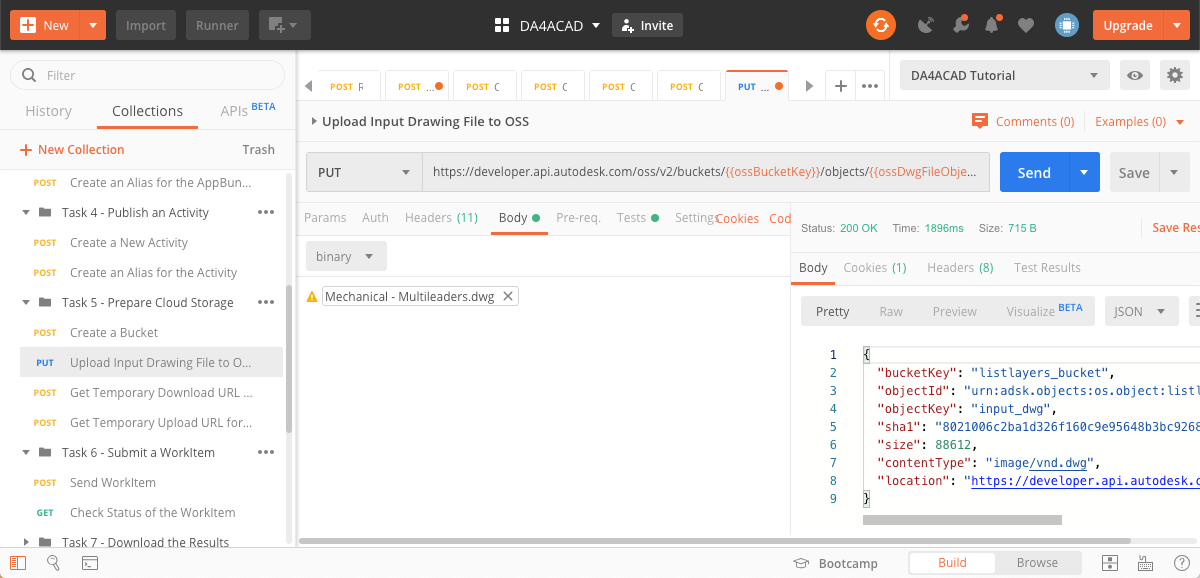 New
Import
Runner
DA4ACAD
Invite
Upgrade
Filter
History
Collections
APIs BETA
New Collection
Trash
POST Create an Alias for the AppBun...
Task 4 - Publish an Activity
POST Create a New Activity
POST Create an Alias for the Activity
Task 5 - Prepare Cloud Storage
POST Create a Bucket
PUT Upload Input Drawing File to O...
POST Get Temporary Download URL ...
POST Get Temporary Upload URL for...
Task 6 - Submit a WorkItem
POST Send WorkItem
GET Check Status of the WorkItem
Task 7 - Download the Results
POST
POST ...
POST C
POST C
POST C
POST C
PUT ...
DA4ACAD Tutorial
Upload Input Drawing File to OSS
Comments (0)
Examples (0)
PUT
https://developer.api.autodesk.com/oss/v2/buckets/{{ossBucketKey}}/objects/{{ossDwgFileObje...
Send
Save
Params Auth Headers (11) Body Pre-req. Tests Settings Cookies Cod
binary
Mechanical - Multileaders.dwg
Status: 200 OK Time: 1896ms Size: 715 B
Save Res
Body Cookies (1) Headers (8) Test Results
Pretty Raw Preview Visualize BETA JSON
1 {
2 "bucketKey": "listlayers_bucket",
3 "objectId": "urn:adsk.objects:os.object:listl
4 "objectKey": "input_dwg",
5 "sha1": "8021006c2ba1d326f160c9e95648b3bc9268
6 "size": 88612,
7 "contentType": "image/vnd.dwg",
8 "location": "https://developer.api.autodesk.c
9 }
Bootcamp
Build
Browse